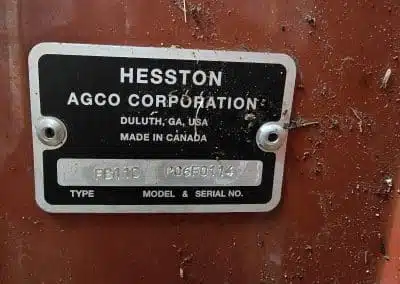 HESSTON
AGCO CORPORATION
DULUTH, GA, USA
MADE IN CANADA
TYPE MODEL & SERIAL NO.